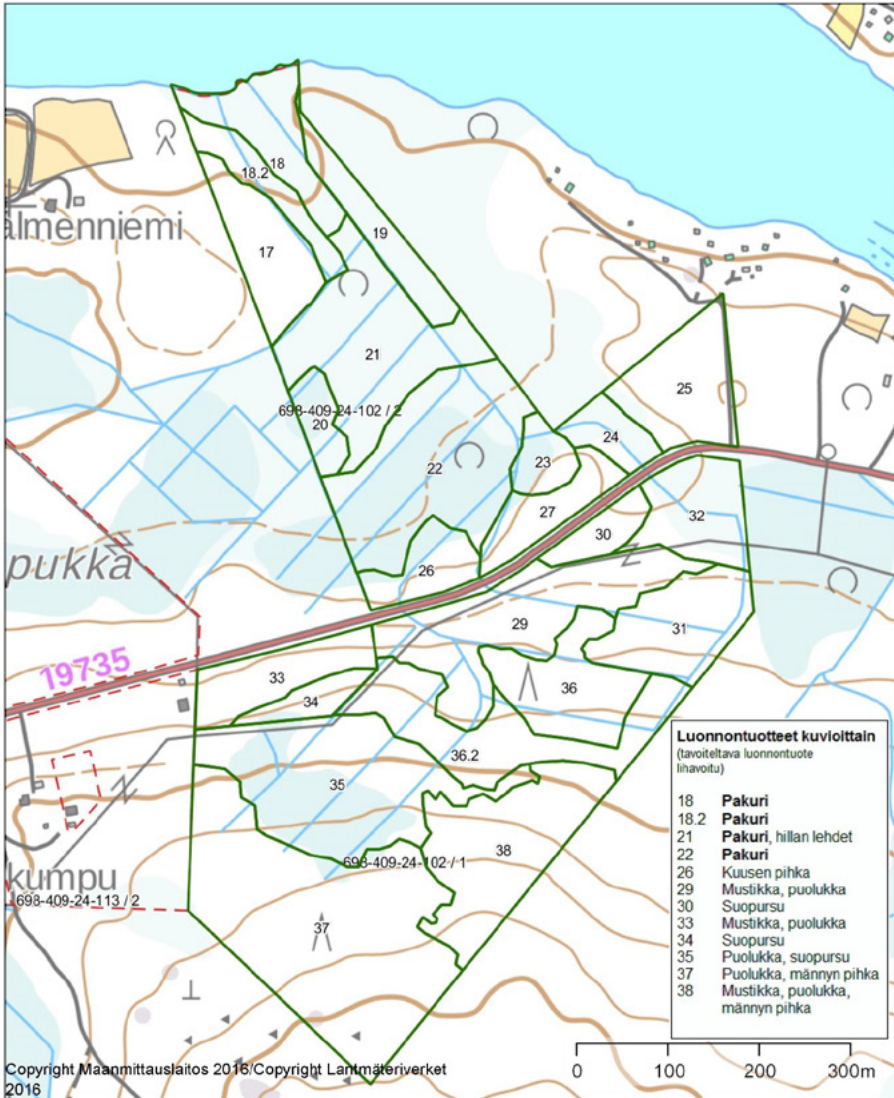 18
18.2
almenniemi
17
19
21
25
698-409-24-102 / 2
20
24
22
23
27
32
30
26
pukka
29
31
19735
33
36
34
36.2
35
38
698-409-24-102 / 1
kumpu
698-409-24-113 / 2
37
Luonnontuotteet kuvioittain
(tavoiteltava luonnontuote
lihavoitu)
18 Pakuri
18.2 Pakuri
21 Pakuri, hillan lehdet
22 Pakuri
26 Kuusen pihka
29 Mustikka, puolukka
30 Suopursu
33 Mustikka, puolukka
34 Suopursu
35 Puolukka, suopursu
37 Puolukka, männyn pihka
38 Mustikka, puolukka,
männyn pihka
0 100 200 300m
Copyright Maanmittauslaitos 2016/Copyright Lantmäteriverket
2016